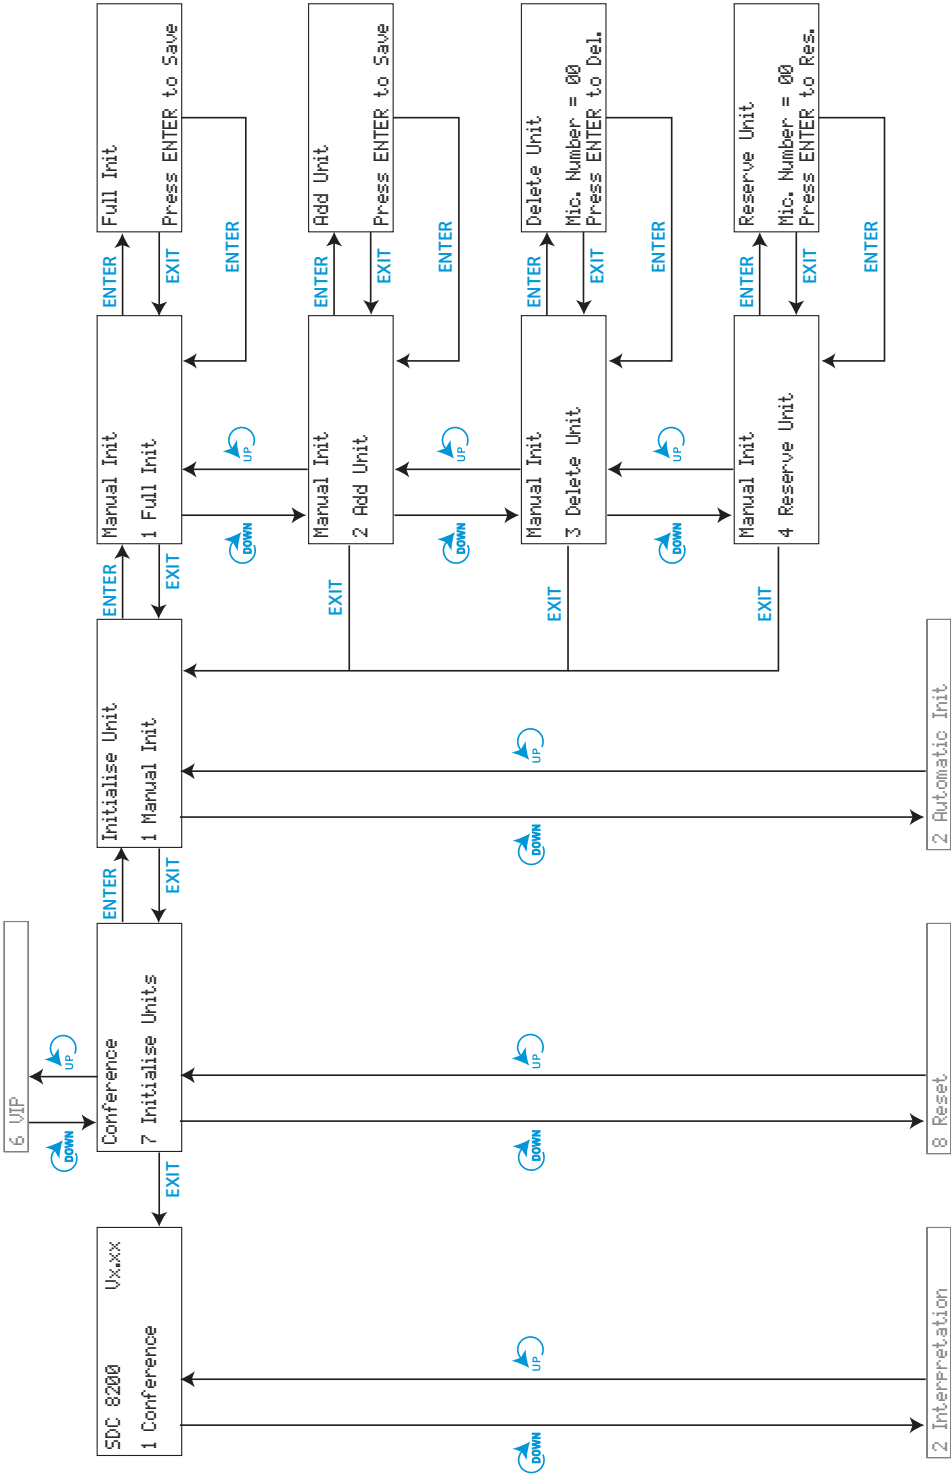 6 VIP
DOWN
UP
SDC 8200 Vx.xx
1 Conference
EXIT
Conference
7 Initialise Units
ENTER
EXIT
Initialise Unit
1 Manual Init
ENTER
EXIT
Manual Init
1 Full Init
ENTER
EXIT
Full Init
Press ENTER to Save
ENTER
DOWN
UP
Manual Init
2 Add Unit
EXIT
ENTER
EXIT
Add Unit
Press ENTER to Save
ENTER
DOWN
UP
Manual Init
3 Delete Unit
EXIT
ENTER
EXIT
Delete Unit
Mic. Number = 00
Press ENTER to Del.
ENTER
DOWN
UP
Manual Init
4 Reserve Unit
EXIT
ENTER
EXIT
Reserve Unit
Mic. Number = 00
Press ENTER to Res.
ENTER
DOWN
UP
DOWN
UP
DOWN
UP
2 Interpretation
8 Reset
2 Automatic Init